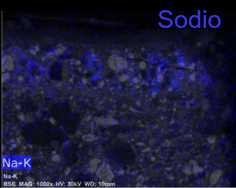 Sodio
Na-K
Na-K
BSE MAG: 1000x HV: 30kV WD: 10mm